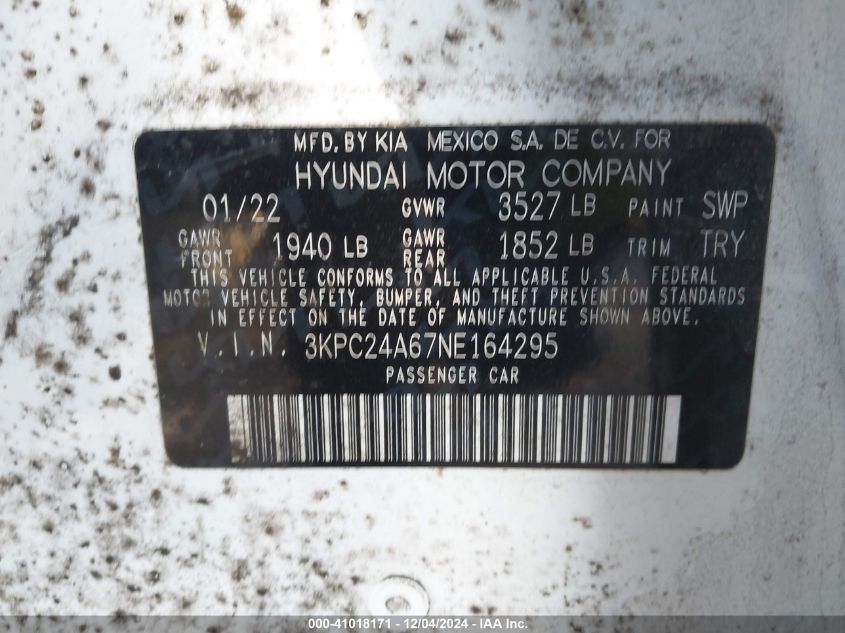 MFD. BY KIA MEXICO S.A. DE C.V. FOR
HYUNDAI MOTOR COMPANY
01/22 GVWR 3527 LB PAINT SWP
GAWR FRONT 1940 LB GAWR REAR 1852 LB TRIM TRY
THIS VEHICLE CONFORMS TO ALL APPLICABLE U.S.A. FEDERAL
MOTOR VEHICLE SAFETY, BUMPER, AND THEFT PREVENTION STANDARDS
IN EFFECT ON THE DATE OF MANUFACTURE SHOWN ABOVE.
V.I.N. 3KPC24A67NE164295
PASSENGER CAR
000-41018171 - 12/04/2024 - IAA Inc.